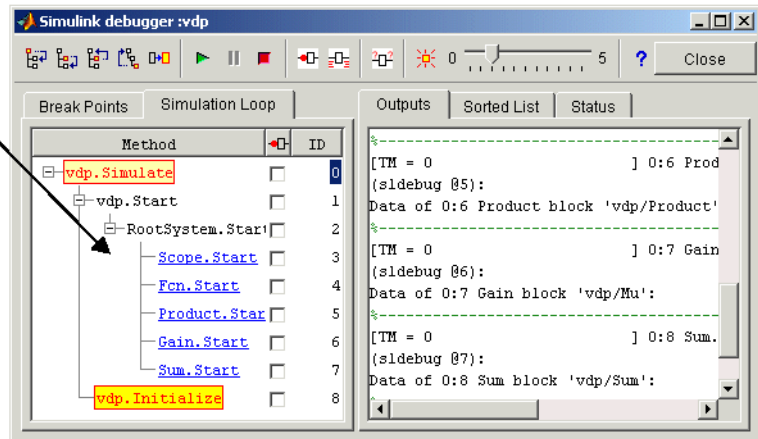 Simulink debugger :vdp
0 5 ? Close
Break Points Simulation Loop
Method ID
vdp.Simulate 0
vdp.Start 1
RootSystem.Star 2
Scope.Start 3
Fcn.Start 4
Product.Star 5
Gain.Start 6
Sum.Start 7
vdp.Initialize 8
Outputs Sorted List Status
%----------------------------------------
[TM = 0 ] 0:6 Prod
(sldebug @5):
Data of 0:6 Product block 'vdp/Product'
%----------------------------------------
[TM = 0 ] 0:7 Gain
(sldebug @6):
Data of 0:7 Gain block 'vdp/Mu':
%----------------------------------------
[TM = 0 ] 0:8 Sum.
(sldebug @7):
Data of 0:8 Sum block 'vdp/Sum':